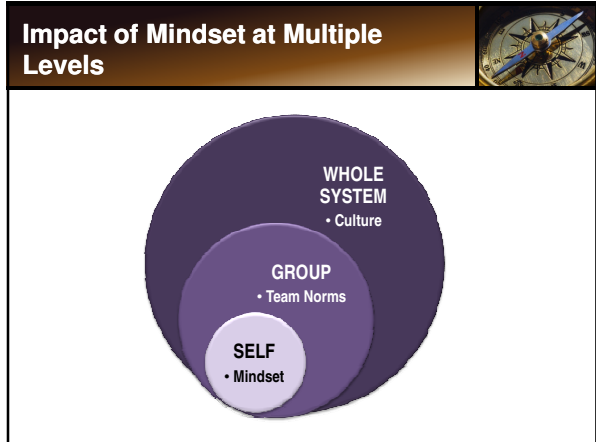 Impact of Mindset at Multiple
Levels
WHOLE
SYSTEM
• Culture
GROUP
• Team Norms
SELF
• Mindset